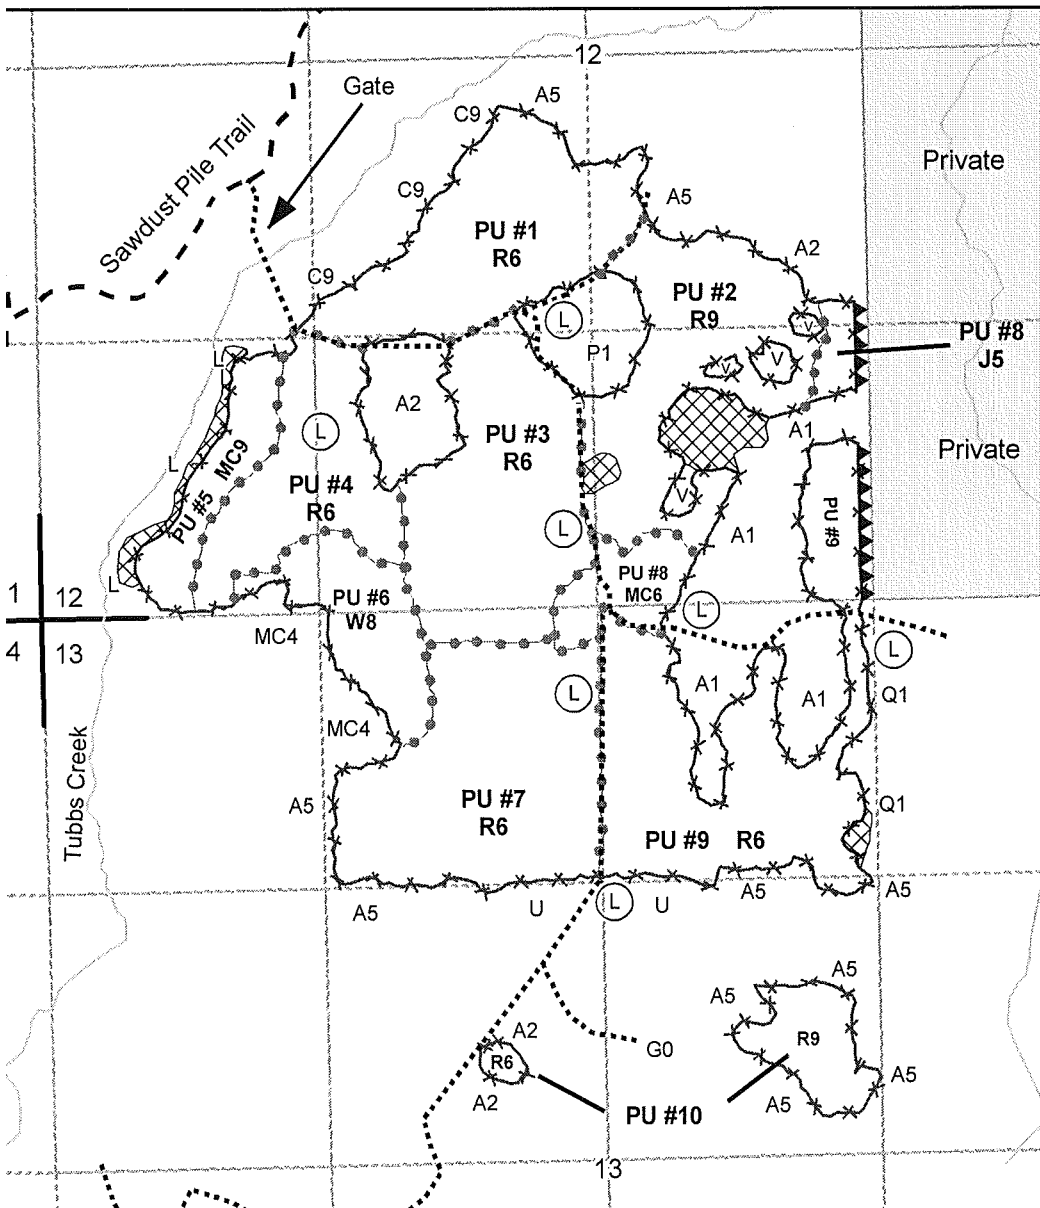 12
Gate
A5
C9
Sawdust Pile Trail
Private
C9
A5
PU #1
R6
A2
C9
PU #2
R9
L
V
PU #8
J5
P1
V
V
L
A2
L
PU #3
R6
A1
Private
L
MC9
PU #5
PU #4
R6
V
PU #9
L
A1
L
PU #8
MC6
1
12
PU #6
W8
L
4
13
MC4
L
A1
A1
L
Q1
MC4
Tubbs Creek
A5
PU #7
R6
Q1
PU #9
R6
A5
U
L
U
A5
A5
A5
A5
A2
R6
G0
R9
A5
A2
PU #10
A5
13